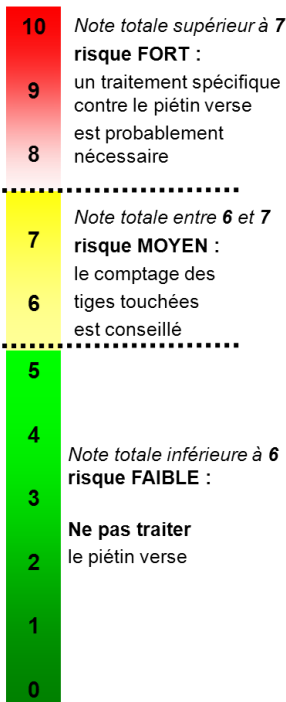 10
Note totale supérieur à 7
risque FORT :
9
un traitement spécifique
contre le piétin verse
est probablement
8
nécessaire
Note totale entre 6 et 7
7
risque MOYEN :
le comptage des
6
tiges touchées
est conseillé
5
4
Note totale inférieure à 6
risque FAIBLE :
3
Ne pas traiter
2
le piétin verse
1
0